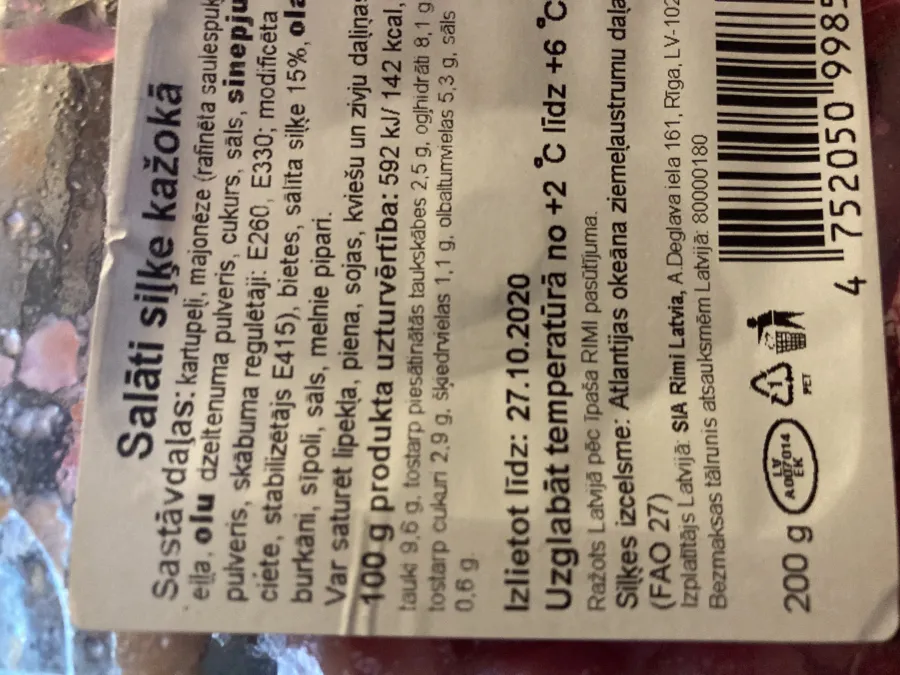 Salāti siļķe kažokā
Sastāvdaļas: kartupeļi, majonēze (rafinēta saulespuķ
eļļa, olu dzeltenuma pulveris, cukurs, sāls, sinepju
pulveris, skābuma regulētāji: E260, E330; modificēta
ciete, stabilizētājs E415), bietes, sālīta siļķe 15%, ola
burkāni, sīpoli, sāls, melnie pipari.
Var saturēt lipekļa, piena, sojas, kviešu un zivju daļiņas
100 g produkta uzturvērtība: 592 kJ/ 142 kcal,
tauki 9,6 g, tostarp piesātinātās taukskābes 2,5 g, ogļhidrāti 8,1 g
tostarp cukuri 2,9 g, šķiedrvielas 1,1 g, olbaltumvielas 5,3 g, sāls
0,6 g.
Izlietot līdz: 27.10.2020
Uzglabāt temperatūrā no +2 °C līdz +6 °C
Ražots Latvijā pēc īpaša RIMI pasūtījuma.
Siļķes izcelsme: Atlantijas okeāna ziemeļaustrumu daļa
(FAO 27)
Izplatītājs Latvijā: SIA Rimi Latvia, A.Deglava iela 161, Rīga, LV-102
Bezmaksas tālrunis atsauksmēm Latvijā: 80000180
200 g
LV
A007014
EK
1
PET
4 752050 9985